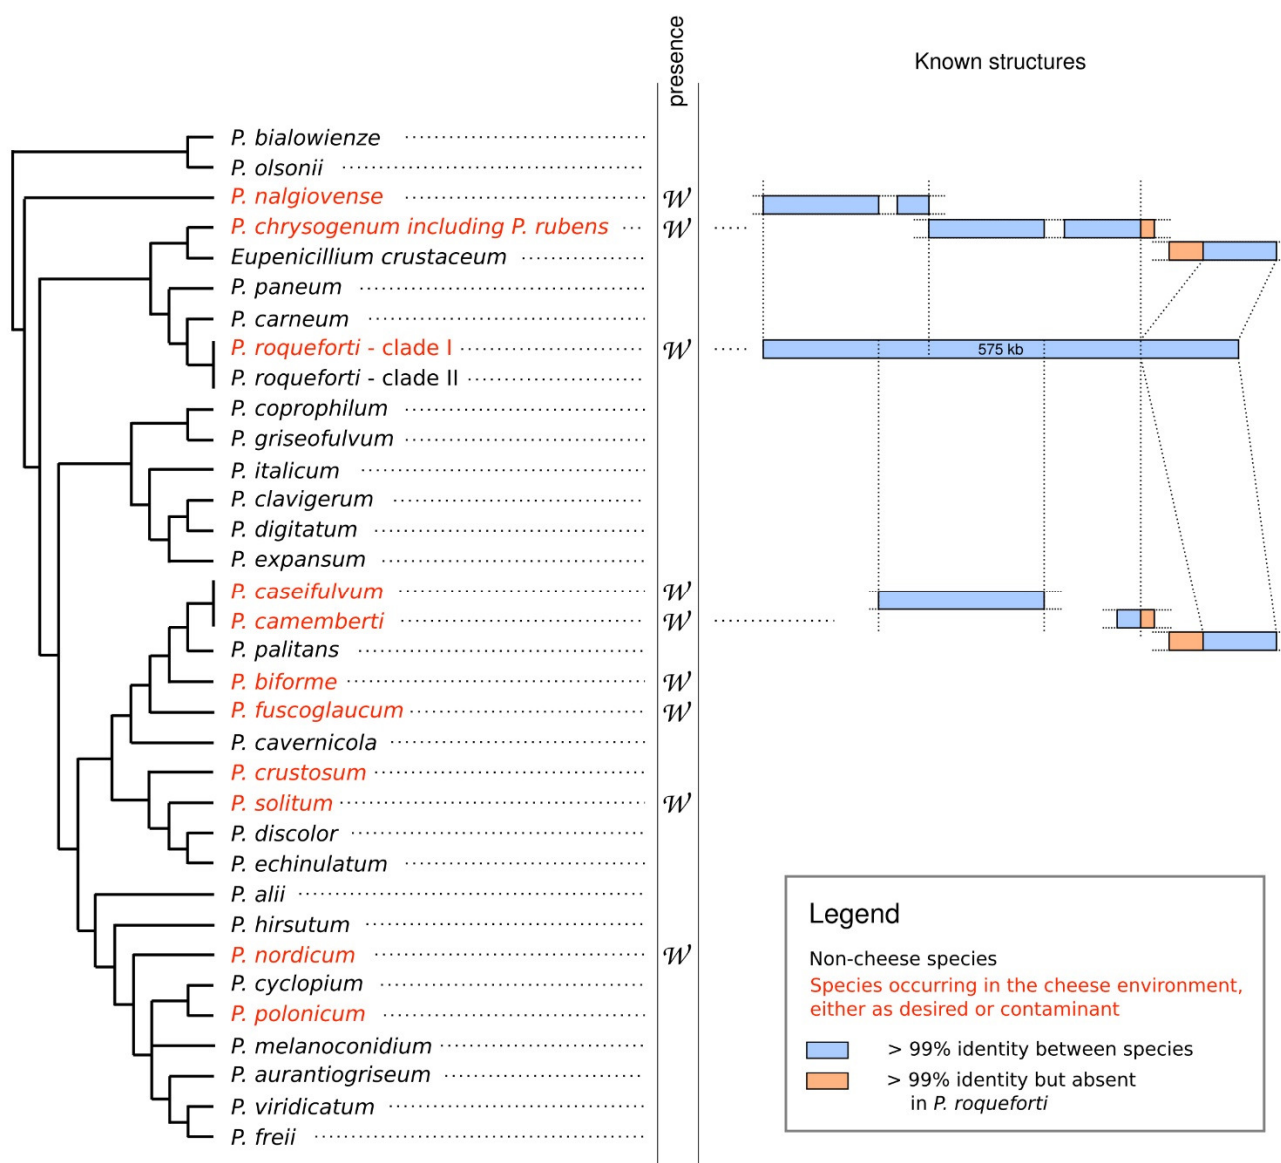 presence
Known structures
P. bialowienze
P. olsonii
P. nalgiovense 𝒲
P. chrysogenum including P. rubens 𝒲
Eupenicillium crustaceum
P. paneum
P. carneum
P. roqueforti - clade I 𝒲 575 kb
P. roqueforti - clade II
P. coprophilum
P. griseofulvum
P. italicum
P. clavigerum
P. digitatum
P. expansum
P. caseifulvum 𝒲
P. camemberti 𝒲
P. palitans
P. biforme 𝒲
P. fuscoglaucum 𝒲
P. cavernicola
P. crustosum
P. solitum 𝒲
P. discolor
P. echinulatum
P. alii
P. hirsutum
P. nordicum 𝒲
P. cyclopium
P. polonicum
P. melanoconidium
P. aurantiogriseum
P. viridicatum
P. freii
Legend
Non-cheese species
Species occurring in the cheese environment,
either as desired or contaminant
> 99% identity between species
> 99% identity but absent
in P. roqueforti